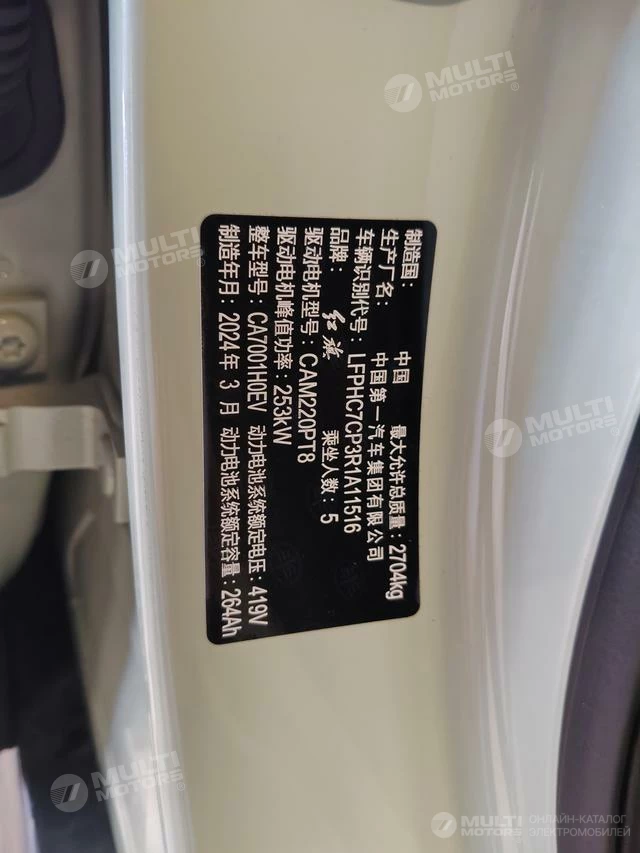 制造国：中国 最大允许总质量：2704kg
生产厂名：中国第一汽车集团有限公司
车辆识别代号：LFPHC7CP3R1A11516
品牌：红旗 乘坐人数：5
驱动电机型号：CAM220PT8
驱动电机峰值功率：253kW
整车型号：CA7001H0EV 动力电池系统额定电压：419V
制造年月：2024年3月 动力电池系统额定容量：264Ah
MULTI
MOTORS®
MULTI
MOTORS®
MULTI
MOTORS®
MULTI
MOTORS®
MULTI
MOTORS®
ОНЛАЙН-КАТАЛОГ
ЭЛЕКТРОМОБИЛЕЙ